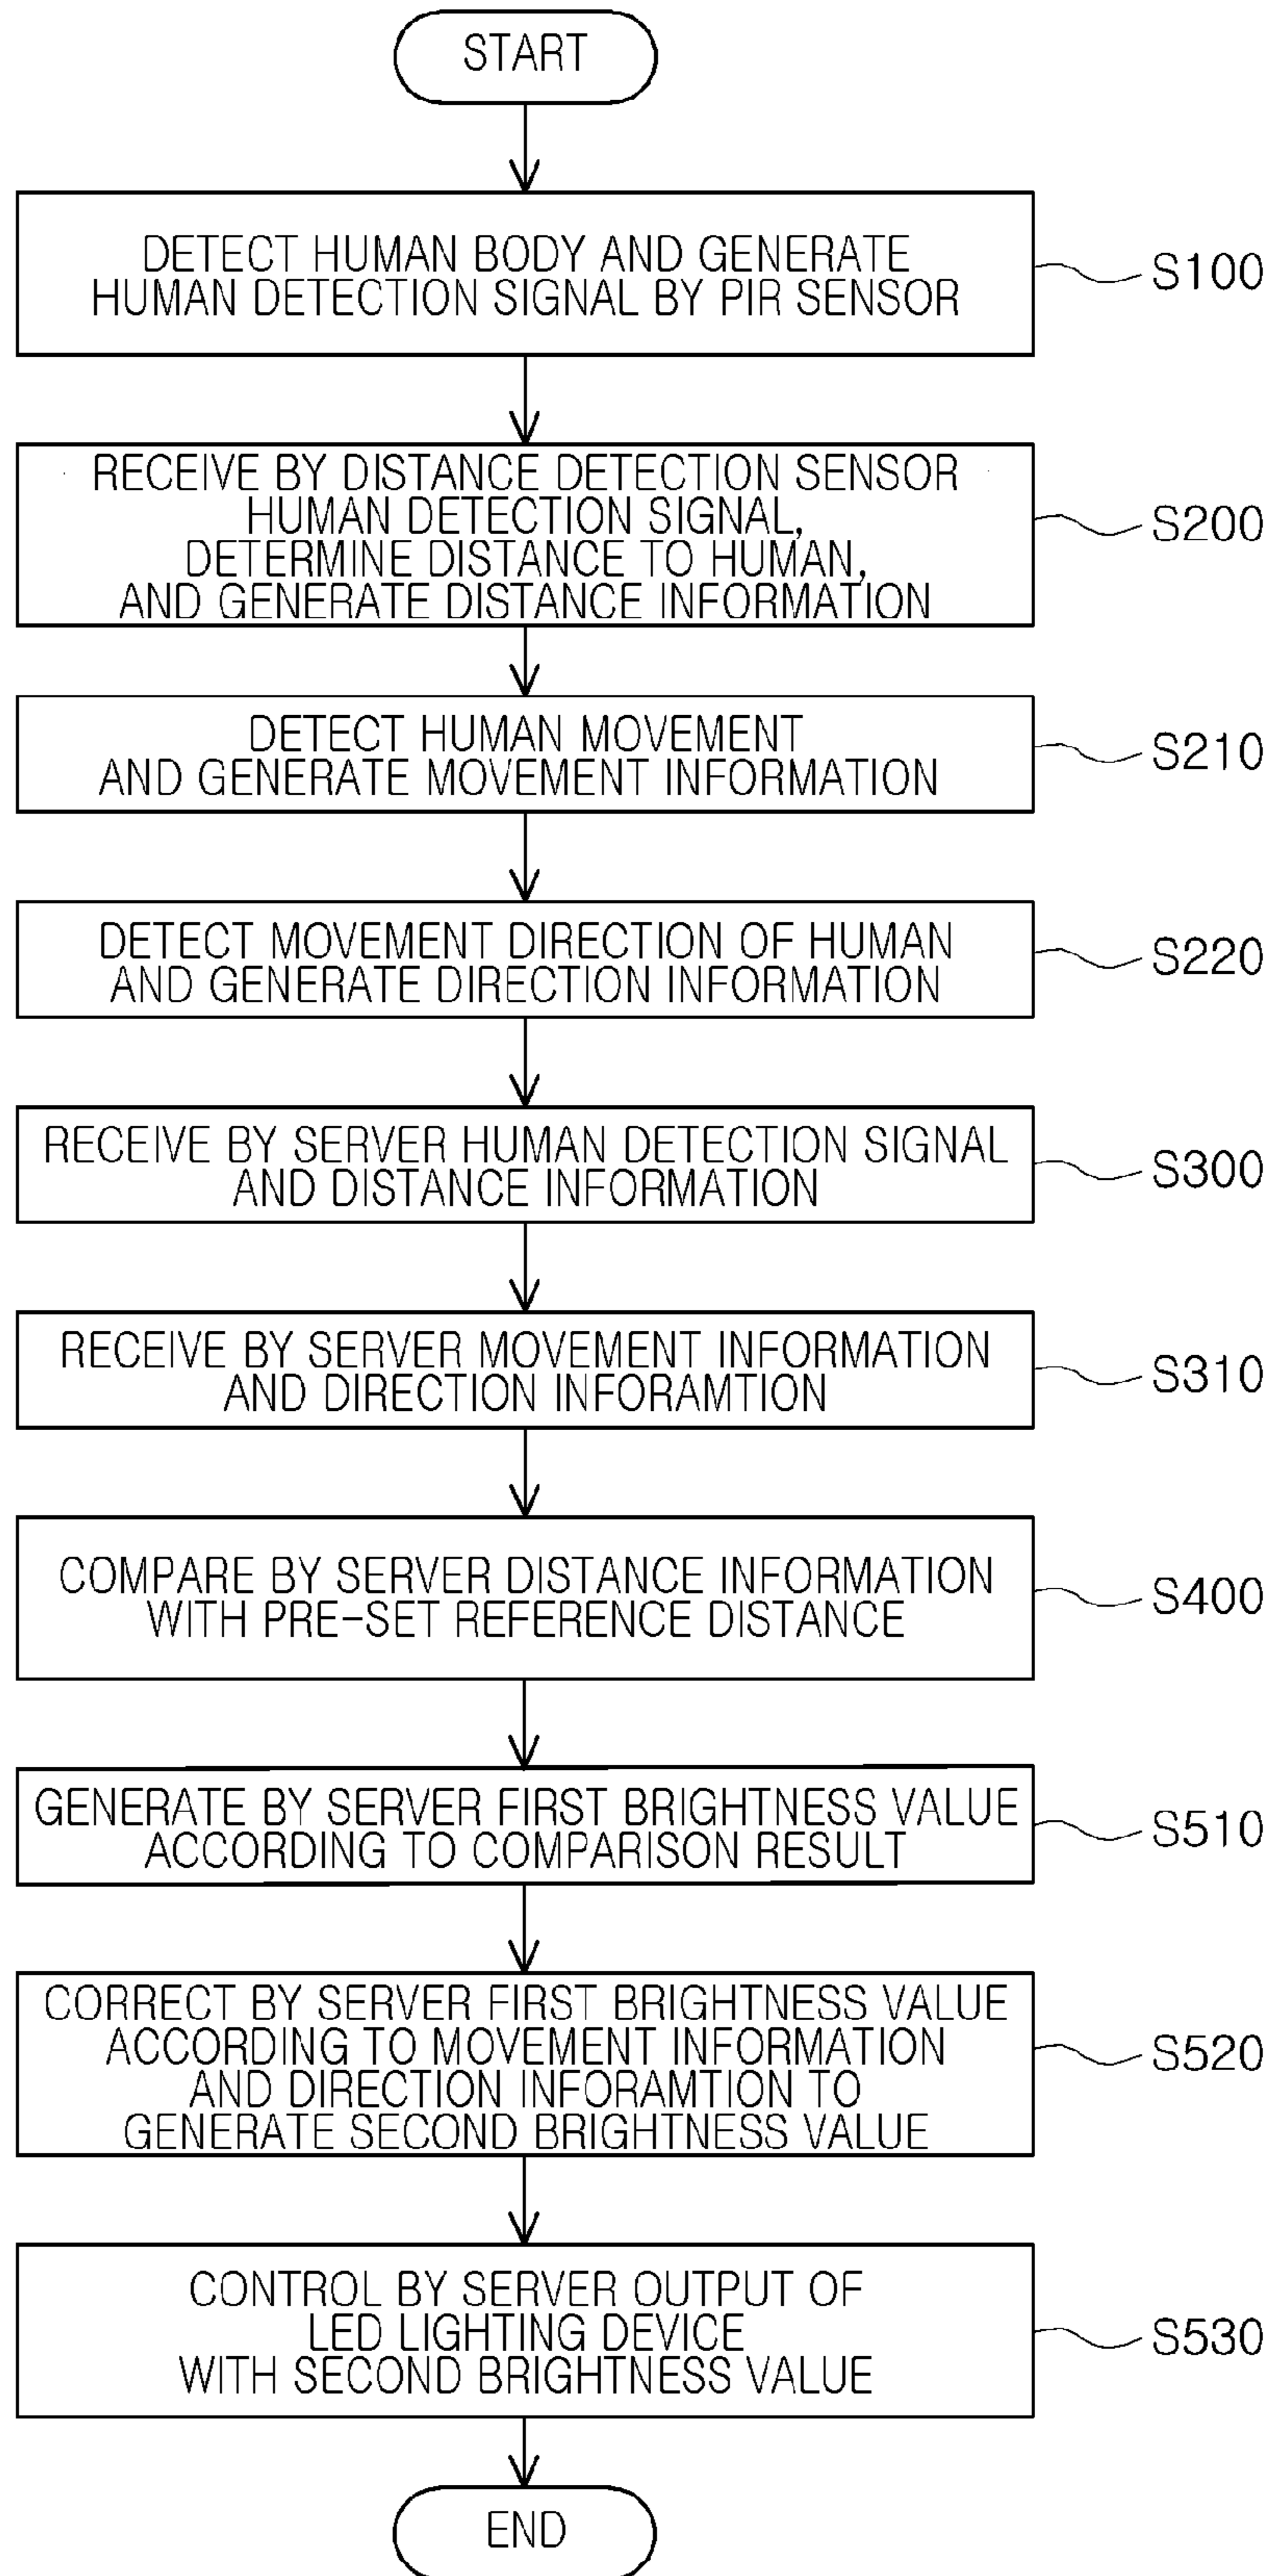 START
DETECT HUMAN BODY AND GENERATE
HUMAN DETECTION SIGNAL BY PIR SENSOR
S100
RECEIVE BY DISTANCE DETECTION SENSOR
HUMAN DETECTION SIGNAL,
DETERMINE DISTANCE TO HUMAN,
AND GENERATE DISTANCE INFORMATION
S200
DETECT HUMAN MOVEMENT
AND GENERATE MOVEMENT INFORMATION
S210
DETECT MOVEMENT DIRECTION OF HUMAN
AND GENERATE DIRECTION INFORMATION
S220
RECEIVE BY SERVER HUMAN DETECTION SIGNAL
AND DISTANCE INFORMATION
S300
RECEIVE BY SERVER MOVEMENT INFORMATION
AND DIRECTION INFORAMTION
S310
COMPARE BY SERVER DISTANCE INFORMATION
WITH PRE-SET REFERENCE DISTANCE
S400
GENERATE BY SERVER FIRST BRIGHTNESS VALUE
ACCORDING TO COMPARISON RESULT
S510
CORRECT BY SERVER FIRST BRIGHTNESS VALUE
ACCORDING TO MOVEMENT INFORMATION
AND DIRECTION INFORAMTION TO
GENERATE SECOND BRIGHTNESS VALUE
S520
CONTROL BY SERVER OUTPUT OF
LED LIGHTING DEVICE
WITH SECOND BRIGHTNESS VALUE
S530
END